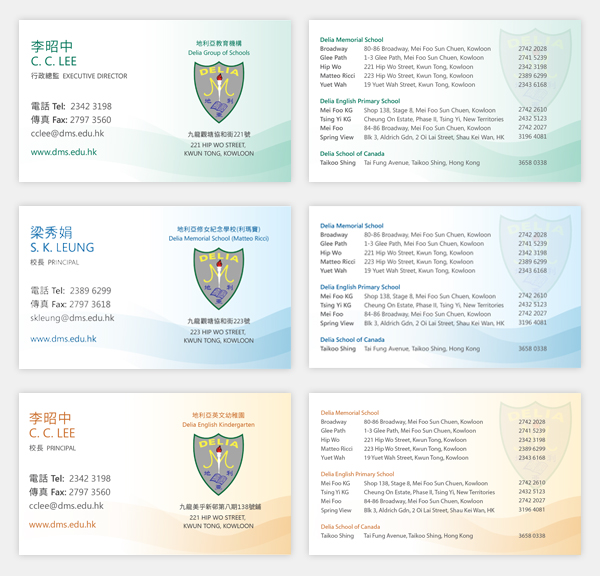 李昭中
C. C. LEE
行政總監 EXECUTIVE DIRECTOR
電話 Tel: 2342 3198
傳真 Fax: 2797 3560
cclee@dms.edu.hk
www.dms.edu.hk
地利亞教育機構
Delia Group of Schools
DELIA
地 利
亞
九龍觀塘協和街221號
221 HIP WO STREET,
KWUN TONG, KOWLOON
Delia Memorial School
Broadway 80-86 Broadway, Mei Foo Sun Chuen, Kowloon 2742 2028
Glee Path 1-3 Glee Path, Mei Foo Sun Chuen, Kowloon 2741 5239
Hip Wo 221 Hip Wo Street, Kwun Tong, Kowloon 2342 3198
Matteo Ricci 223 Hip Wo Street, Kwun Tong, Kowloon 2389 6299
Yuet Wah 19 Yuet Wah Street, Kwun Tong, Kowloon 2343 6168
Delia English Primary School
Mei Foo KG Shop 138, Stage 8, Mei Foo Sun Chuen, Kowloon 2742 2610
Tsing Yi KG Cheung On Estate, Phase II, Tsing Yi, New Territories 2432 5123
Mei Foo 84-86 Broadway, Mei Foo Sun Chuen, Kowloon 2742 2027
Spring View Blk 3, Aldrich Gdn, 2 Oi Lai Street, Shau Kei Wan, HK 3196 4081
Delia School of Canada
Taikoo Shing Tai Fung Avenue, Taikoo Shing, Hong Kong 3658 0338
梁秀娟
S. K. LEUNG
校長 PRINCIPAL
電話 Tel: 2389 6299
傳真 Fax: 2797 3618
skleung@dms.edu.hk
www.dms.edu.hk
地利亞修女紀念學校(利瑪竇)
Delia Memorial School (Matteo Ricci)
DELIA
地 利
亞
九龍觀塘協和街223號
223 HIP WO STREET,
KWUN TONG, KOWLOON
Delia Memorial School
Broadway 80-86 Broadway, Mei Foo Sun Chuen, Kowloon 2742 2028
Glee Path 1-3 Glee Path, Mei Foo Sun Chuen, Kowloon 2741 5239
Hip Wo 221 Hip Wo Street, Kwun Tong, Kowloon 2342 3198
Matteo Ricci 223 Hip Wo Street, Kwun Tong, Kowloon 2389 6299
Yuet Wah 19 Yuet Wah Street, Kwun Tong, Kowloon 2343 6168
Delia English Primary School
Mei Foo KG Shop 138, Stage 8, Mei Foo Sun Chuen, Kowloon 2742 2610
Tsing Yi KG Cheung On Estate, Phase II, Tsing Yi, New Territories 2432 5123
Mei Foo 84-86 Broadway, Mei Foo Sun Chuen, Kowloon 2742 2027
Spring View Blk 3, Aldrich Gdn, 2 Oi Lai Street, Shau Kei Wan, HK 3196 4081
Delia School of Canada
Taikoo Shing Tai Fung Avenue, Taikoo Shing, Hong Kong 3658 0338
李昭中
C. C. LEE
校長 PRINCIPAL
電話 Tel: 2342 3198
傳真 Fax: 2797 3560
cclee@dms.edu.hk
www.dms.edu.hk
地利亞英文幼稚園
Delia English Kindergarten
DELIA
地 利
亞
九龍美孚新邨第八期138號鋪
221 HIP WO STREET,
KWUN TONG, KOWLOON
Delia Memorial School
Broadway 80-86 Broadway, Mei Foo Sun Chuen, Kowloon 2742 2028
Glee Path 1-3 Glee Path, Mei Foo Sun Chuen, Kowloon 2741 5239
Hip Wo 221 Hip Wo Street, Kwun Tong, Kowloon 2342 3198
Matteo Ricci 223 Hip Wo Street, Kwun Tong, Kowloon 2389 6299
Yuet Wah 19 Yuet Wah Street, Kwun Tong, Kowloon 2343 6168
Delia English Primary School
Mei Foo KG Shop 138, Stage 8, Mei Foo Sun Chuen, Kowloon 2742 2610
Tsing Yi KG Cheung On Estate, Phase II, Tsing Yi, New Territories 2432 5123
Mei Foo 84-86 Broadway, Mei Foo Sun Chuen, Kowloon 2742 2027
Spring View Blk 3, Aldrich Gdn, 2 Oi Lai Street, Shau Kei Wan, HK 3196 4081
Delia School of Canada
Taikoo Shing Tai Fung Avenue, Taikoo Shing, Hong Kong 3658 0338